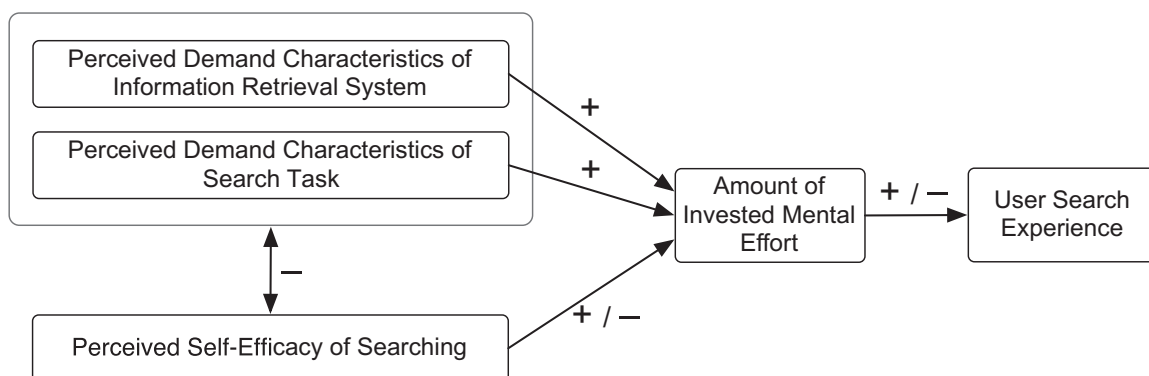 Perceived Demand Characteristics of
Information Retrieval System
+
Perceived Demand Characteristics of
Search Task
+
Amount of
Invested Mental
Effort
+ / −
User Search
Experience
−
+ / −
Perceived Self-Efficacy of Searching